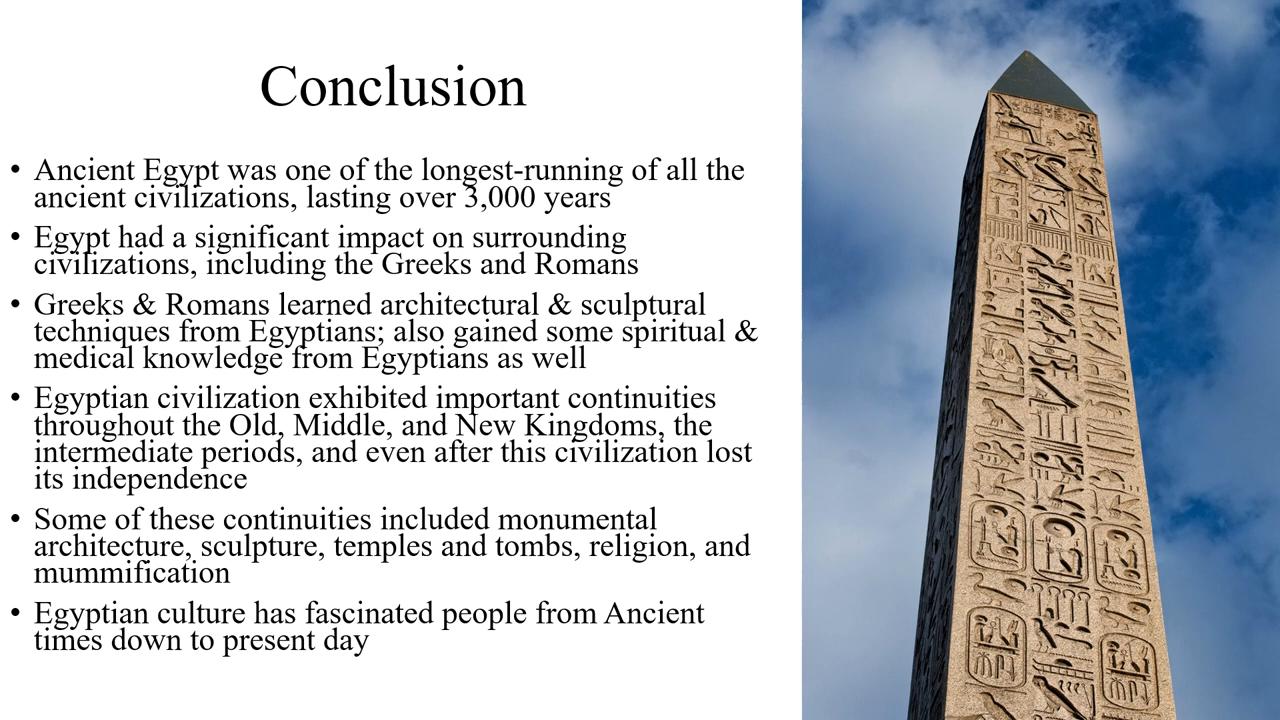 Conclusion
• Ancient Egypt was one of the longest-running of all the
ancient civilizations, lasting over 3,000 years
• Egypt had a significant impact on surrounding
civilizations, including the Greeks and Romans
• Greeks & Romans learned architectural & sculptural
techniques from Egyptians; also gained some spiritual &
medical knowledge from Egyptians as well
• Egyptian civilization exhibited important continuities
throughout the Old, Middle, and New Kingdoms, the
intermediate periods, and even after this civilization lost
its independence
• Some of these continuities included monumental
architecture, sculpture, temples and tombs, religion, and
mummification
• Egyptian culture has fascinated people from Ancient
times down to present day